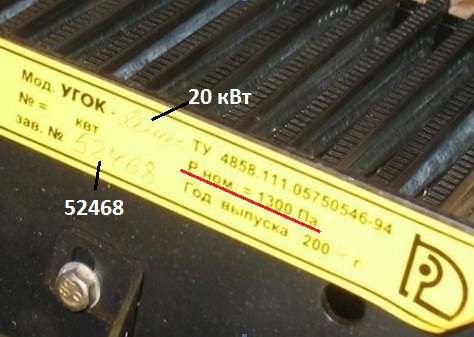 20 кВт
Мод. УГОК - ТУ 4858.111.05750546-94
№ = квт Р ном. = 1300 Па
зав. № 52468 Год выпуска 200 г.
52468